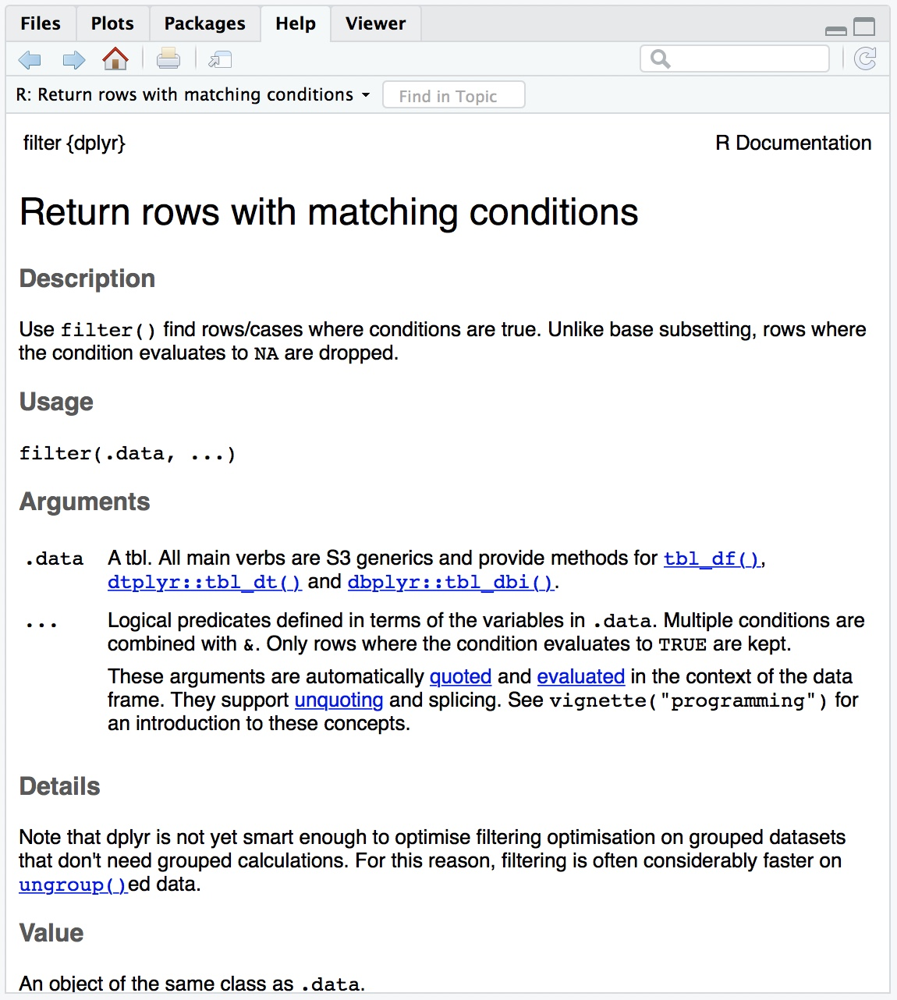 Files Plots Packages Help Viewer
R: Return rows with matching conditions Find in Topic
filter {dplyr} R Documentation
Return rows with matching conditions
Description
Use filter() find rows/cases where conditions are true. Unlike base subsetting, rows where
the condition evaluates to NA are dropped.
Usage
filter(.data, ...)
Arguments
.data A tbl. All main verbs are S3 generics and provide methods for tbl_df(),
dtplyr::tbl_dt() and dbplyr::tbl_dbi().
... Logical predicates defined in terms of the variables in .data. Multiple conditions are
combined with &. Only rows where the condition evaluates to TRUE are kept.
These arguments are automatically quoted and evaluated in the context of the data
frame. They support unquoting and splicing. See vignette("programming") for
an introduction to these concepts.
Details
Note that dplyr is not yet smart enough to optimise filtering optimisation on grouped datasets
that don't need grouped calculations. For this reason, filtering is often considerably faster on
ungroup()ed data.
Value
An object of the same class as .data.